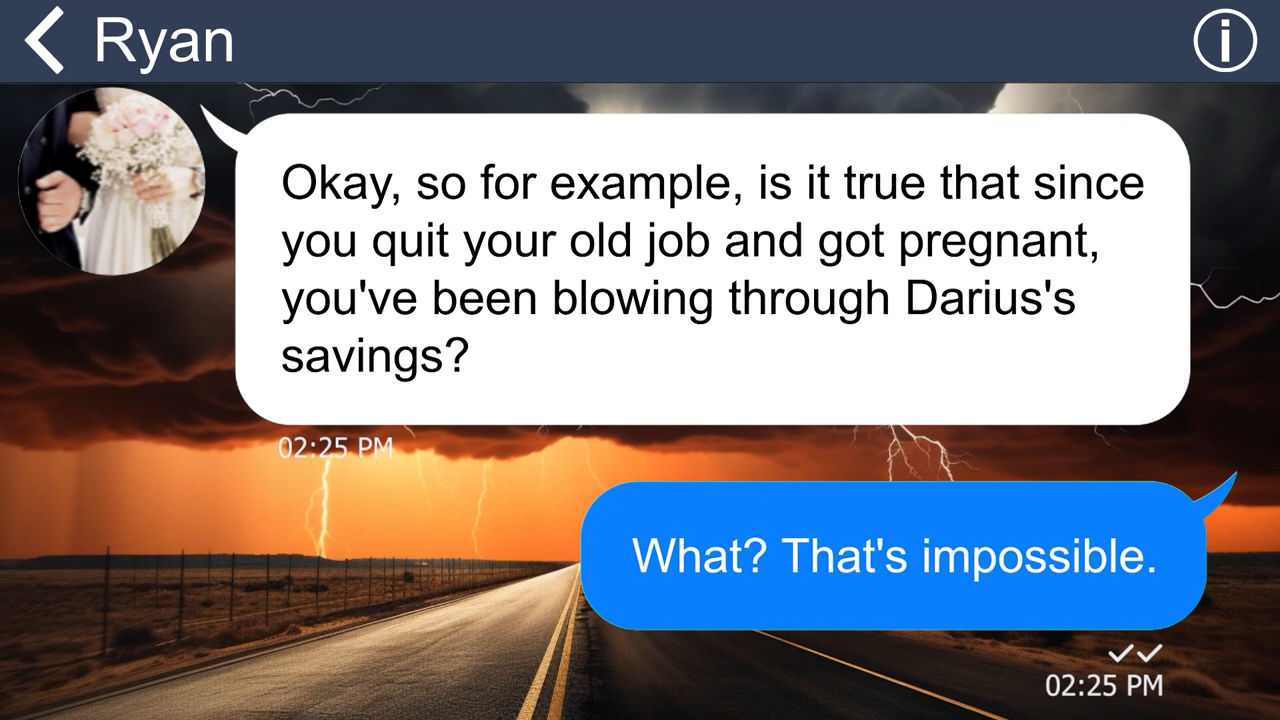 Ryan
Okay, so for example, is it true that since
you quit your old job and got pregnant,
you've been blowing through Darius's
savings?
02:25 PM
What? That's impossible.
02:25 PM